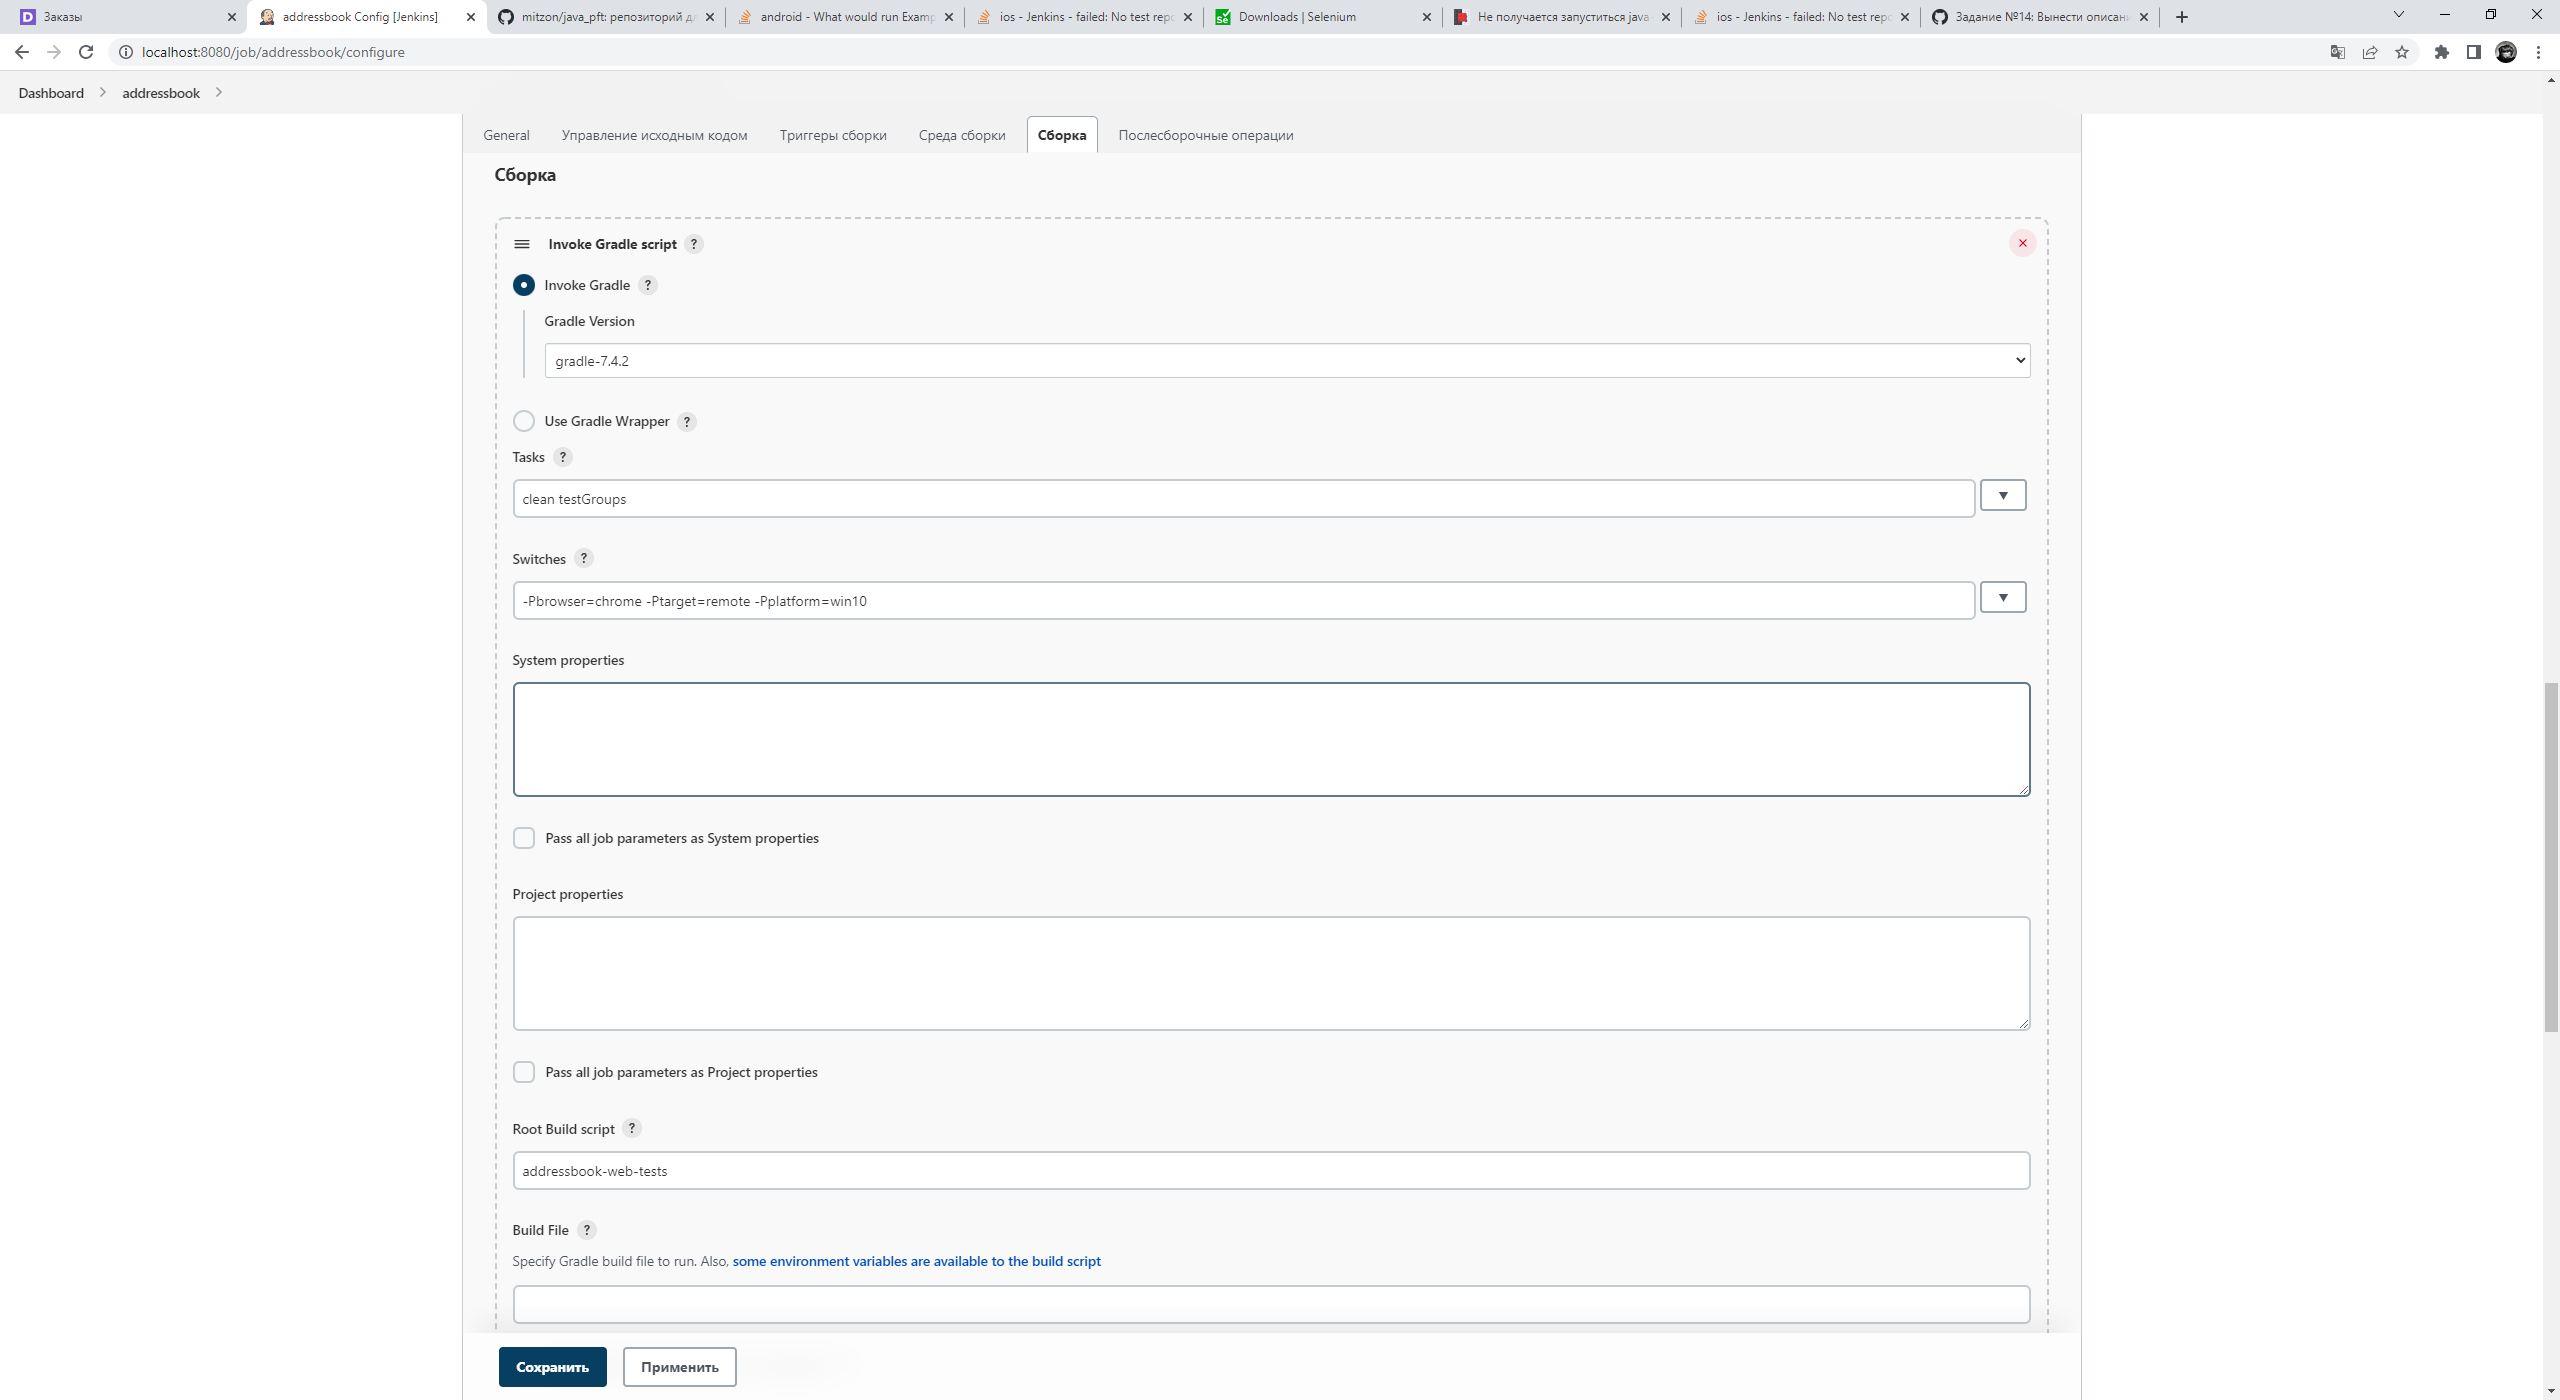 Заказы
addressbook Config [Jenkins]
mitzon/java_pft: репозиторий дл
android - What would run Examp
ios - Jenkins - failed: No test repo
Downloads | Selenium
Не получается запуститься java-
ios - Jenkins - failed: No test repo
Задание №14: Вынести описани
localhost:8080/job/addressbook/configure
Dashboard
addressbook
General
Управление исходным кодом
Триггеры сборки
Среда сборки
Сборка
Послесборочные операции
Сборка
Invoke Gradle script ?
Invoke Gradle ?
Gradle Version
gradle-7.4.2
Use Gradle Wrapper ?
Tasks ?
clean testGroups
Switches ?
-Pbrowser=chrome -Ptarget=remote -Pplatform=win10
System properties
Pass all job parameters as System properties
Project properties
Pass all job parameters as Project properties
Root Build script ?
addressbook-web-tests
Build File ?
Specify Gradle build file to run. Also, some environment variables are available to the build script
Сохранить
Применить